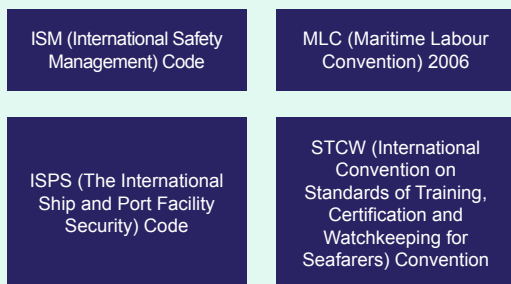 ISM (International Safety
Management) Code
MLC (Maritime Labour
Convention) 2006
ISPS (The International
Ship and Port Facility
Security) Code
STCW (International
Convention on
Standards of Training,
Certification and
Watchkeeping for
Seafarers) Convention